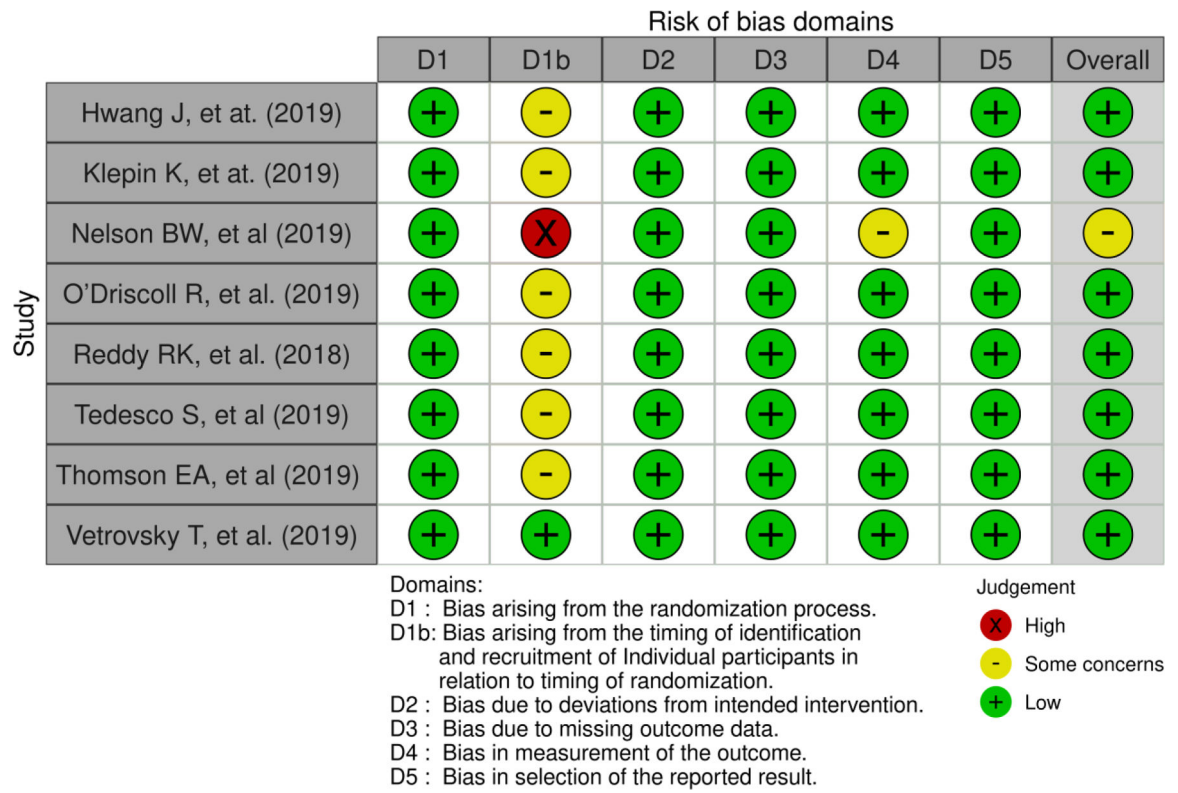 Risk of bias domains
D1 D1b D2 D3 D4 D5 Overall
Study
Hwang J, et at. (2019) + - + + + + +
Klepin K, et at. (2019) + - + + + + +
Nelson BW, et al (2019) + X + + - + -
O'Driscoll R, et al. (2019) + - + + + + +
Reddy RK, et al. (2018) + - + + + + +
Tedesco S, et al (2019) + - + + + + +
Thomson EA, et al (2019) + - + + + + +
Vetrovsky T, et al. (2019) + + + + + + +
Domains:
D1 : Bias arising from the randomization process.
D1b: Bias arising from the timing of identification
and recruitment of Individual participants in
relation to timing of randomization.
D2 : Bias due to deviations from intended intervention.
D3 : Bias due to missing outcome data.
D4 : Bias in measurement of the outcome.
D5 : Bias in selection of the reported result.
Judgement
X High
- Some concerns
+ Low